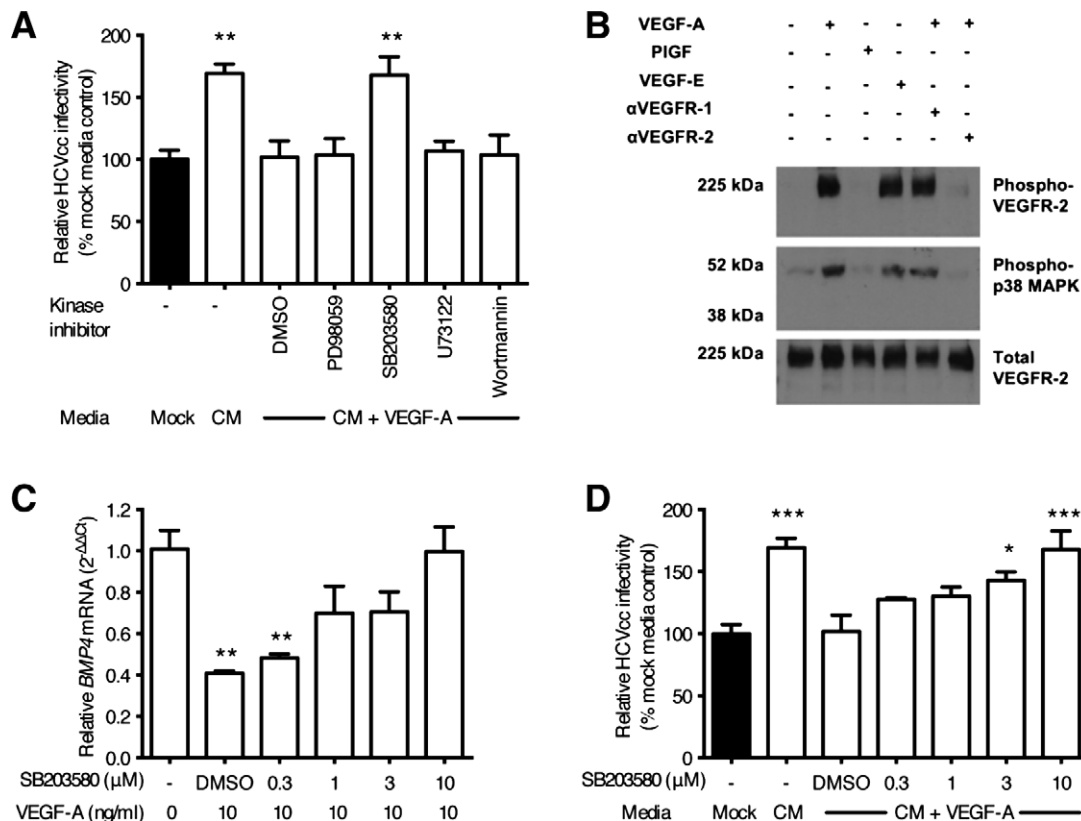 A
Relative HCVcc infectivity
(% mock media control)
200
150
100
50
0
**
**
Kinase
inhibitor
- - DMSO PD98059 SB203580 U73122 Wortmannin
Media Mock CM CM + VEGF-A
B
VEGF-A - + - - + +
PlGF - - + - - -
VEGF-E - - - + - -
αVEGFR-1 - - - - + -
αVEGFR-2 - - - - - +
225 kDa Phospho-
VEGFR-2
52 kDa Phospho-
p38 MAPK
38 kDa
225 kDa Total
VEGFR-2
C
Relative BMP4 mRNA (2-ΔΔCt)
1.2
1.0
0.8
0.6
0.4
0.2
0.0
**
**
SB203580 (µM) - DMSO 0.3 1 3 10
VEGF-A (ng/ml) 0 10 10 10 10 10
D
Relative HCVcc infectivity
(% mock media control)
200
150
100
50
0
***
*
***
SB203580 (µM) - - DMSO 0.3 1 3 10
Media Mock CM CM + VEGF-A